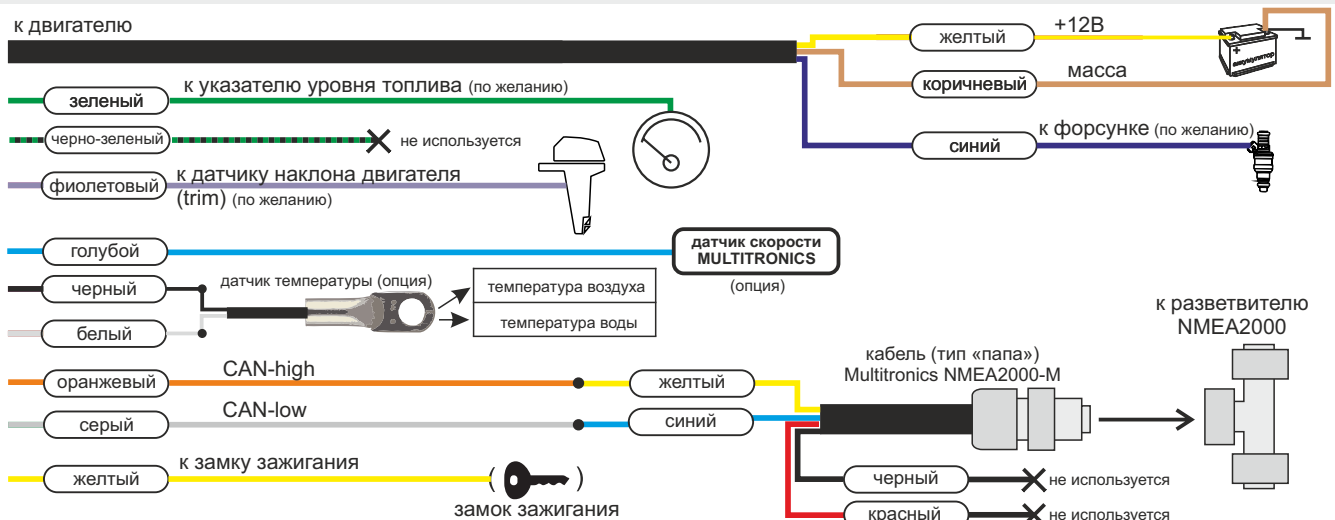 к двигателю
желтый
+12В
аккумулятор
коричневый
масса
зеленый
к указателю уровня топлива (по желанию)
черно-зеленый
не используется
синий
к форсунке (по желанию)
фиолетовый
к датчику наклона двигателя
(trim) (по желанию)
голубой
датчик скорости
MULTITRONICS
(опция)
черный
датчик температуры (опция)
температура воздуха
белый
температура воды
к разветвителю
NMEA2000
оранжевый
CAN-high
желтый
кабель (тип «папа»)
Multitronics NMEA2000-M
серый
CAN-low
синий
желтый
к замку зажигания
( )
замок зажигания
черный
не используется
красный
не используется